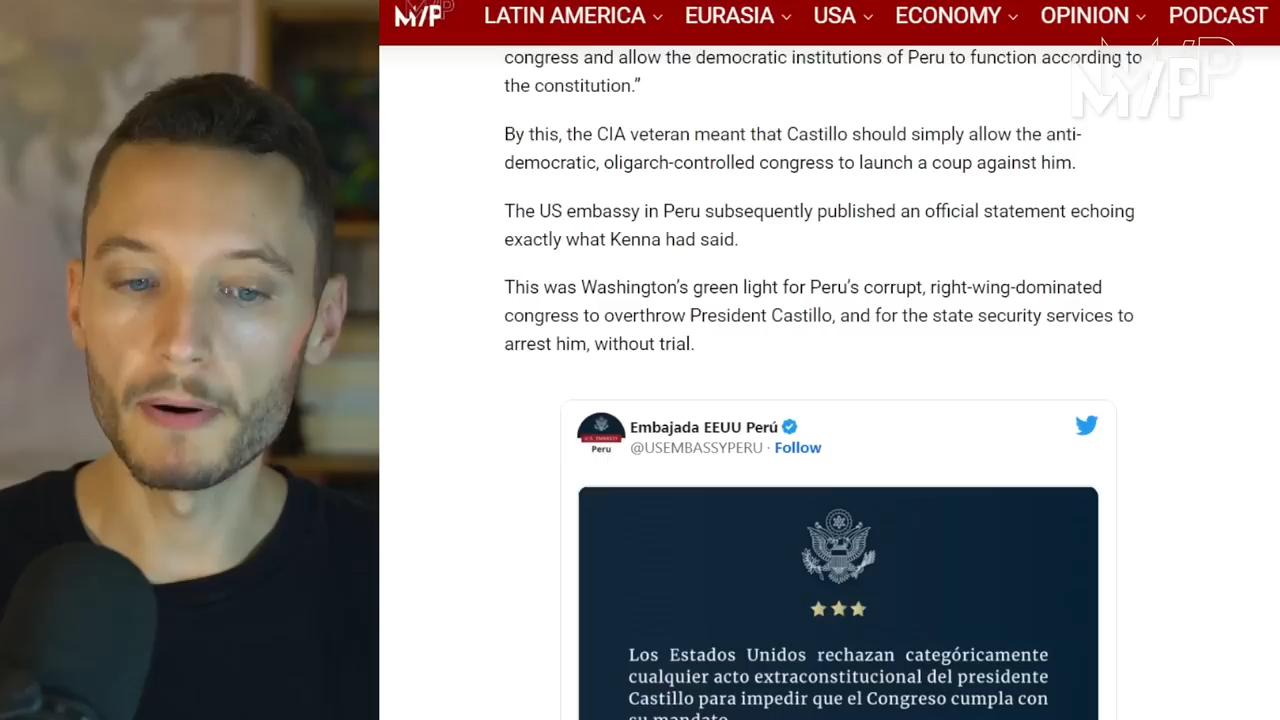 M/P LATIN AMERICA EURASIA USA ECONOMY OPINION PODCAST
M/P
congress and allow the democratic institutions of Peru to function according to
the constitution.”
By this, the CIA veteran meant that Castillo should simply allow the anti-
democratic, oligarch-controlled congress to launch a coup against him.
The US embassy in Peru subsequently published an official statement echoing
exactly what Kenna had said.
This was Washington’s green light for Peru’s corrupt, right-wing-dominated
congress to overthrow President Castillo, and for the state security services to
arrest him, without trial.
Embajada EEUU Perú
@USEMBASSYPERU · Follow
U.S. EMBASSY
Peru
Los Estados Unidos rechazan categóricamente
cualquier acto extraconstitucional del presidente
Castillo para impedir que el Congreso cumpla con
su mandato